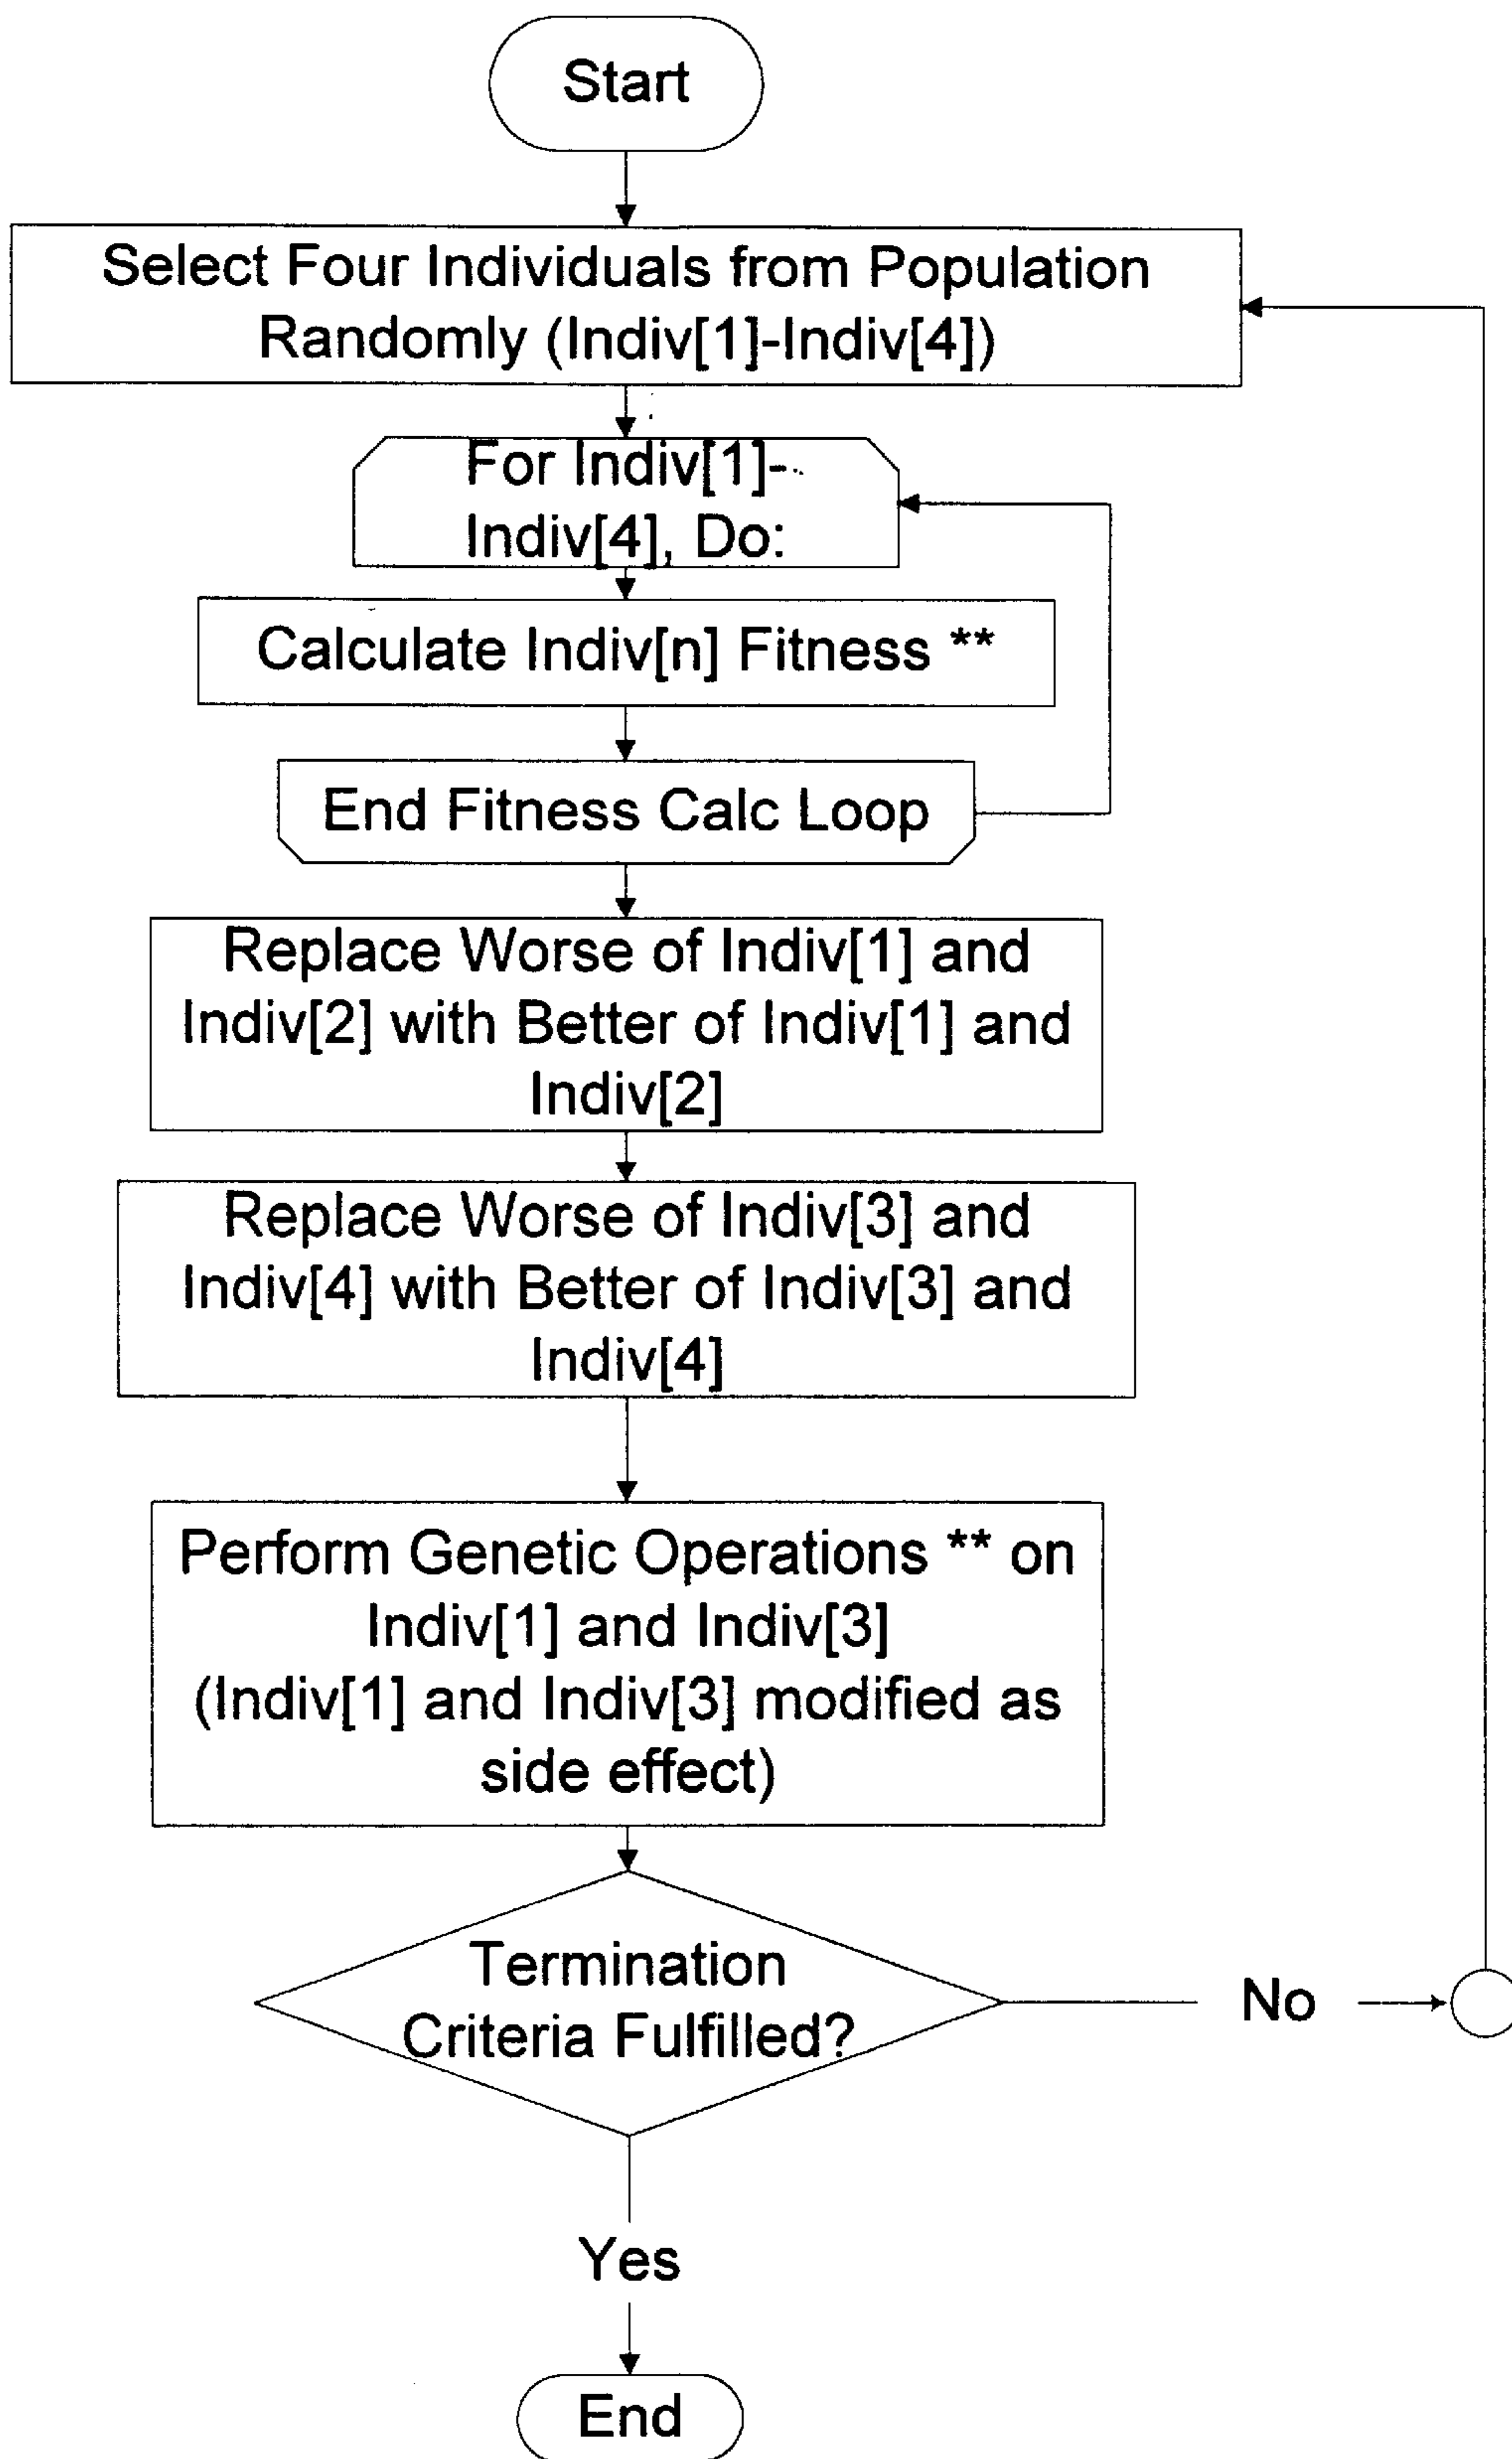 Start
Select Four Individuals from Population
Randomly (Indiv[1]-Indiv[4])
For Indiv[1]-
Indiv[4], Do:
Calculate Indiv[n] Fitness **
End Fitness Calc Loop
Replace Worse of Indiv[1] and
Indiv[2] with Better of Indiv[1] and
Indiv[2]
Replace Worse of Indiv[3] and
Indiv[4] with Better of Indiv[3] and
Indiv[4]
Perform Genetic Operations ** on
Indiv[1] and Indiv[3]
(Indiv[1] and Indiv[3] modified as
side effect)
Termination
Criteria Fulfilled?
No
Yes
End